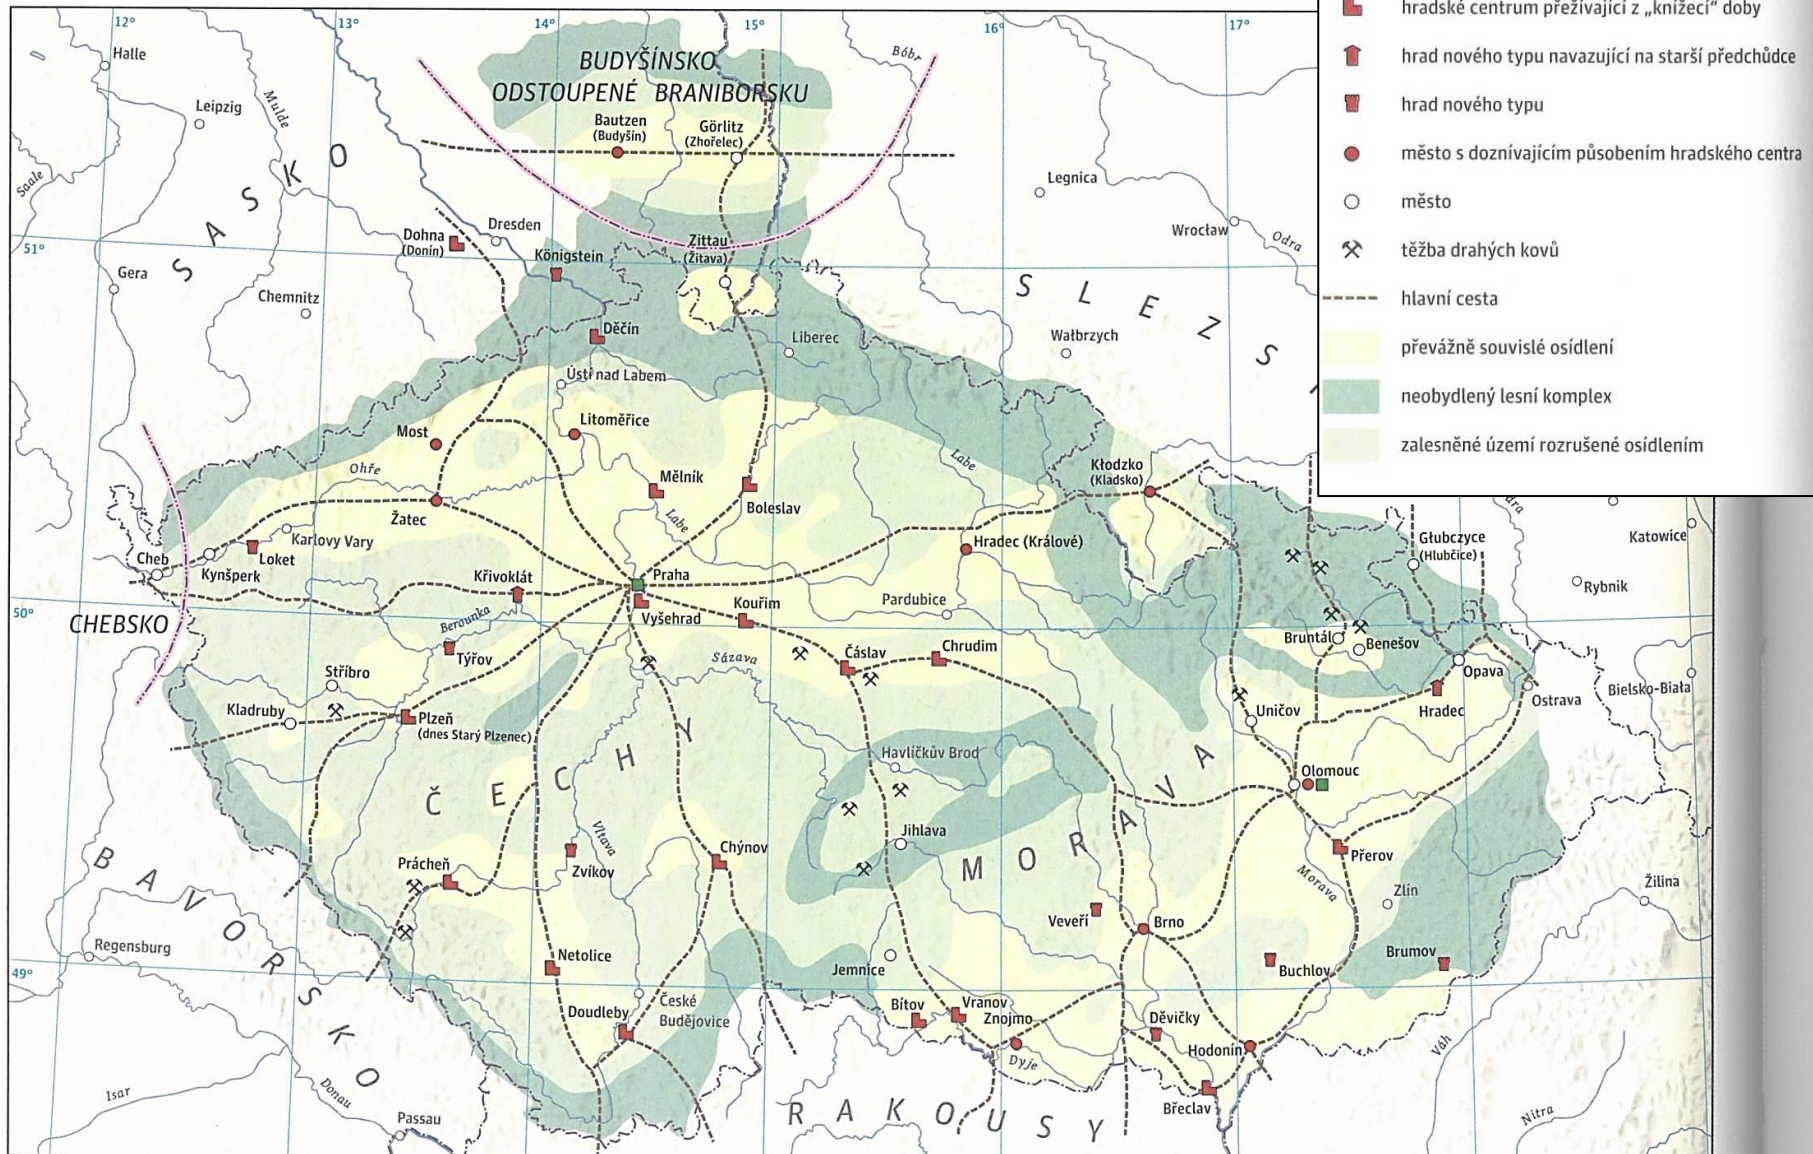 12°
13°
14°
15°
16°
17°
hradské centrum přežívající z „knížecí“ doby
hrad nového typu navazující na starší předchůdce
hrad nového typu
město s doznívajícím působením hradského centra
město
těžba drahých kovů
hlavní cesta
převážně souvislé osídlení
neobydlený lesní komplex
zalesněné území rozrušené osídlením
Halle
Leipzig
Mulde
Saale
SASKO
BUDYŠÍNSKO
ODSTOUPENÉ BRANIBORSKU
Bóbr
Bautzen
(Budyšín)
Görlitz
(Zhořelec)
Legnica
Wrocław
Odra
51°
Gera
Chemnitz
Dohna
(Donín)
Dresden
Königstein
Zittau
(Žitava)
SLEZS
Děčín
Liberec
Wałbrzych
Ústí nad Labem
Litoměřice
Most
Ohře
Mělník
Labe
Boleslav
Labe
Kłodzko
(Kladsko)
Žatec
Karlovy Vary
Loket
Cheb
Kynšperk
Hradec (Králové)
Głubczyce
(Hlubčice)
Katowice
Rybnik
50°
CHEBSKO
Křivoklát
Praha
Vyšehrad
Kouřim
Pardubice
Berounka
Týřov
Sázava
Čáslav
Chrudim
Bruntál
Benešov
Opava
Ostrava
Bielsko-Biała
Hradec
Stříbro
Kladruby
Plzeň
(dnes Starý Plzenec)
Uničov
ČECHY
Havlíčkův Brod
Olomouc
MORAVA
Jihlava
Vltava
Chýnov
Prácheň
Zvíkov
Přerov
Morava
Zlín
Žilina
BAVORSKO
Regensburg
49°
Veveří
Brno
Brumov
Buchlov
Netolice
Jemnice
České
Budějovice
Doudleby
Bítov
Vranov
Znojmo
Dyje
Děvičky
Hodonín
Břeclav
Váh
Nitra
Isar
Donau
Passau
RAKOUSY